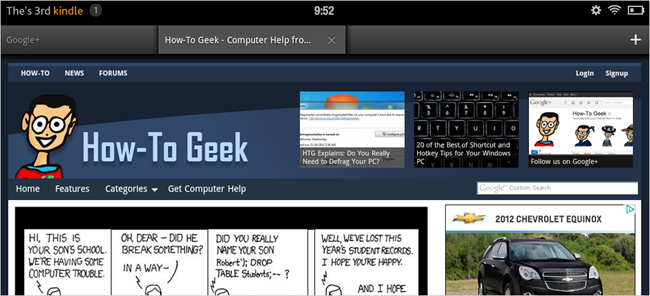 The's 3rd kindle 1
9:52
Google+
How-To Geek - Computer Help fro...
HOW-TO NEWS FORUMS
Login Signup
How-To Geek
HTG Explains: Do You Really
Need to Defrag Your PC?
R T Y U I O
20 of the Best of Shortcut and
Hotkey Tips for Your Windows
PC
Google+
How-To Geek
Follow us on Google+
Home Features Categories Get Computer Help
Google™ Custom Search
HI, THIS IS
YOUR SON'S SCHOOL.
WE'RE HAVING SOME
COMPUTER TROUBLE.
OH, DEAR – DID HE
BREAK SOMETHING?
IN A WAY–
DID YOU REALLY
NAME YOUR SON
Robert'); DROP
TABLE Students;-- ?
WELL, WE'VE LOST THIS
YEAR'S STUDENT RECORDS.
I HOPE YOU'RE HAPPY.
AND I HOPE
2012 CHEVROLET EQUINOX